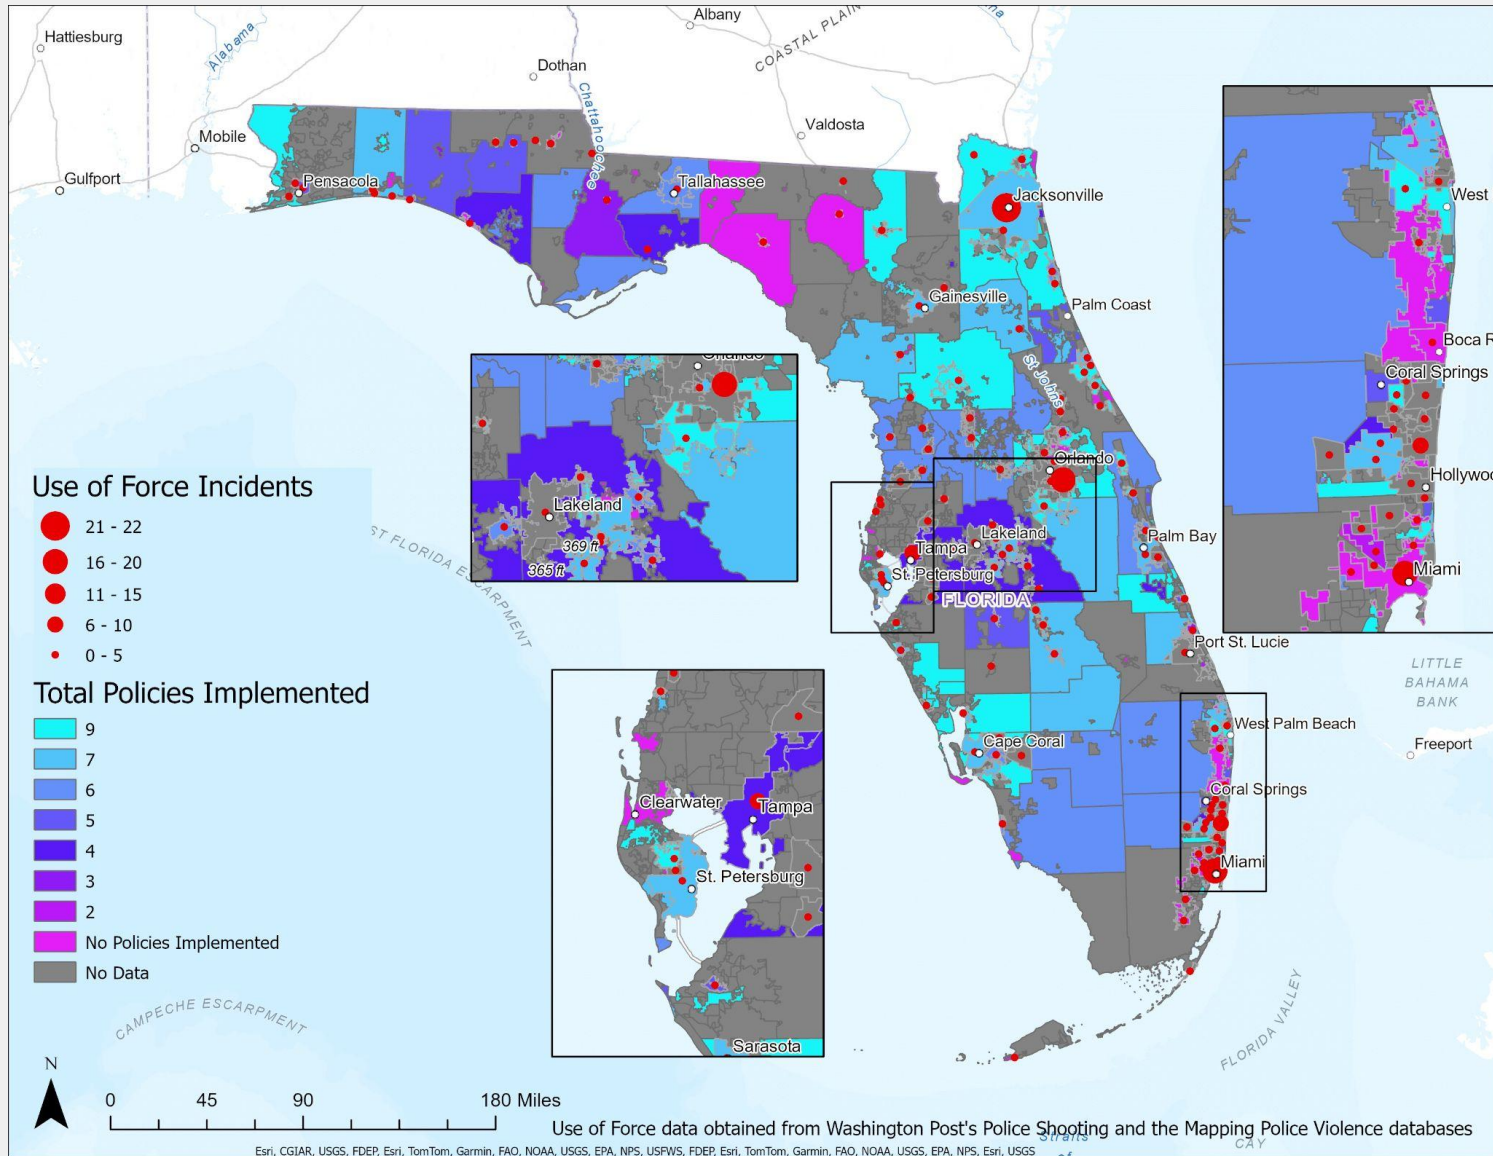 Albany
COASTAL PLAIN
Hattiesburg
Alabama
Dothan
Chattahoochee
Valdosta
Mobile
Gulfport
Pensacola
Tallahassee
Jacksonville
West
Gainesville
Palm Coast
Boca R
Coral Springs
Orlando
St Johns
Orlando
Hollywoo
Use of Force Incidents
21 - 22
16 - 20
11 - 15
6 - 10
0 - 5
Lakeland
369 ft
365 ft
ST FLORIDA ESCARPMENT
Lakeland
Tampa
St. Petersburg
FLORIDA
Palm Bay
Miami
Port St. Lucie
LITTLE
BAHAMA
BANK
Total Policies Implemented
9
7
6
5
4
3
2
No Policies Implemented
No Data
West Palm Beach
Freeport
Cape Coral
Coral Springs
Clearwater
Tampa
St. Petersburg
Miami
Sarasota
CAMPECHE ESCARPMENT
FLORIDA VALLEY
N
0 45 90 180 Miles
Use of Force data obtained from Washington Post's Police Shooting and the Mapping Police Violence databases
Straits
of
CAY
Esri, CGIAR, USGS, FDEP, Esri, TomTom, Garmin, FAO, NOAA, USGS, EPA, NPS, USFWS, FDEP, Esri, TomTom, Garmin, FAO, NOAA, USGS, EPA, NPS, Esri, USGS